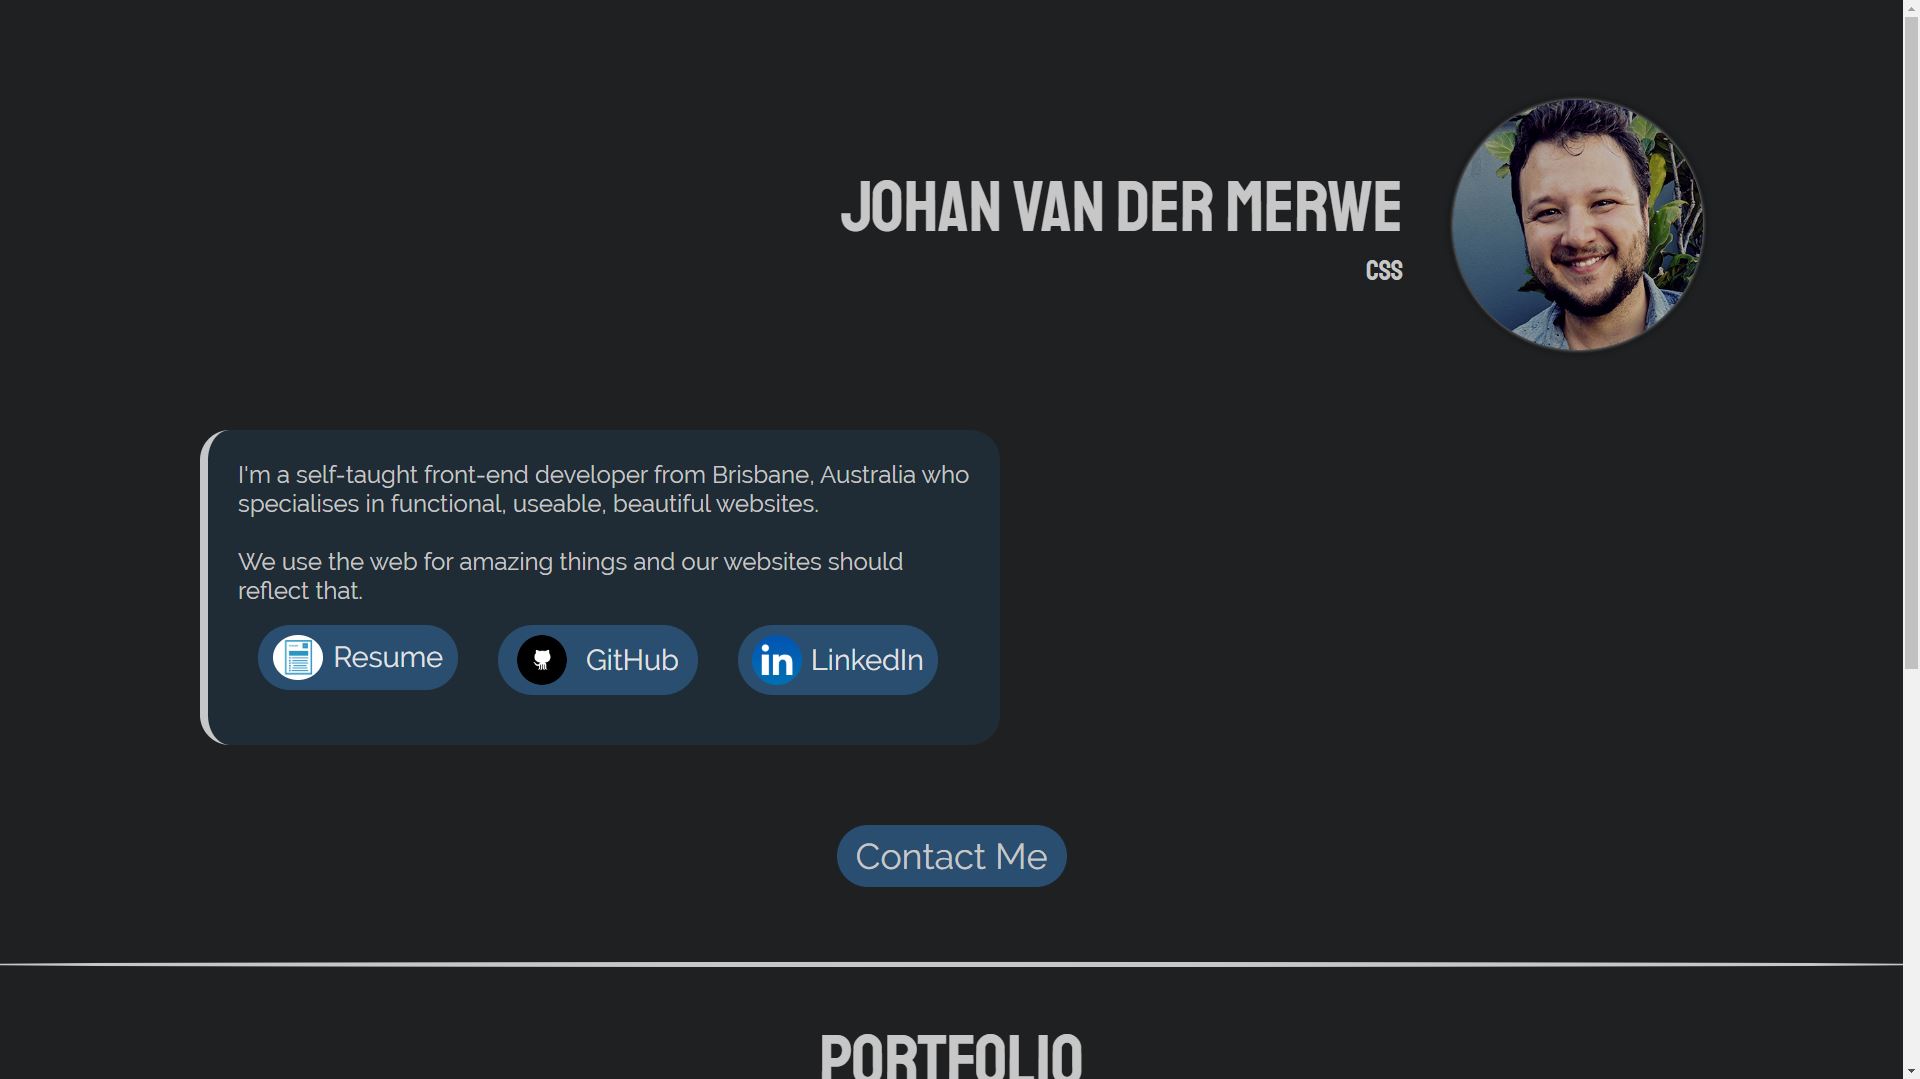 JOHAN VAN DER MERWE
CSS
I'm a self-taught front-end developer from Brisbane, Australia who
specialises in functional, useable, beautiful websites.
We use the web for amazing things and our websites should
reflect that.
Resume
GitHub
in LinkedIn
Contact Me
PORTFOLIO